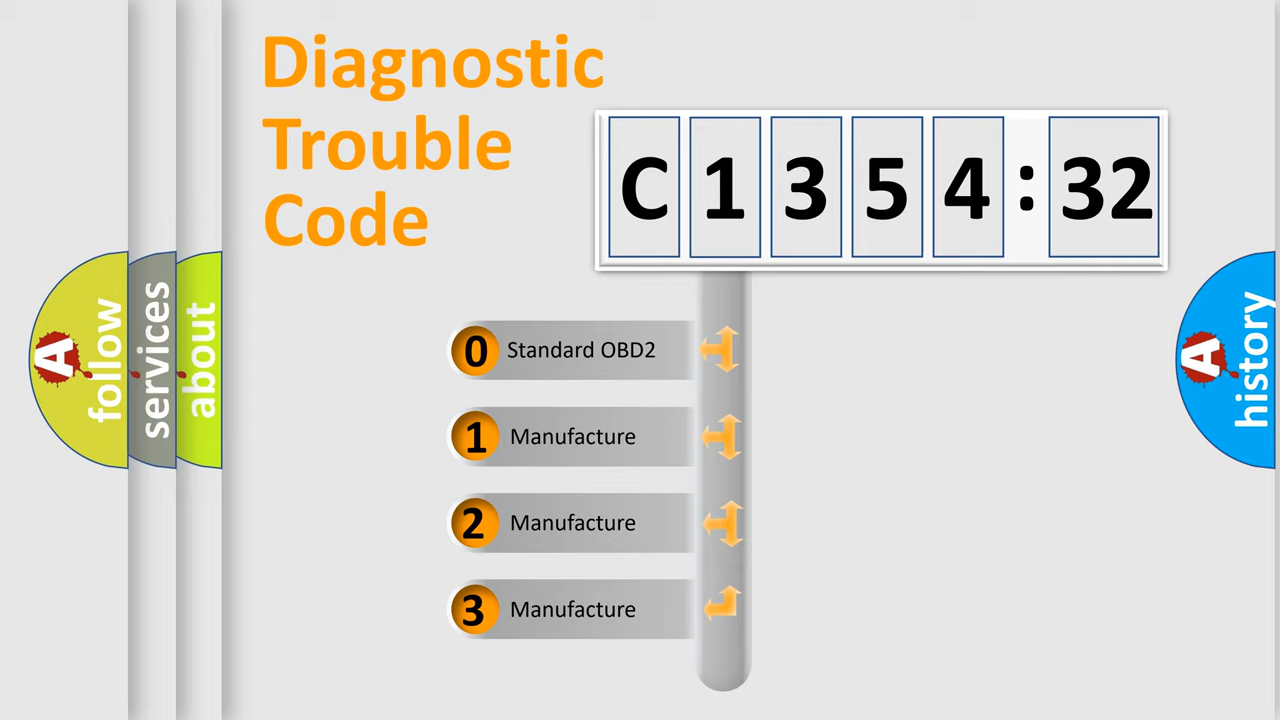 Diagnostic
Trouble
Code
C 1 3 5 4 : 32
0 Standard OBD2
1 Manufacture
2 Manufacture
3 Manufacture
A follow
services
about
A history